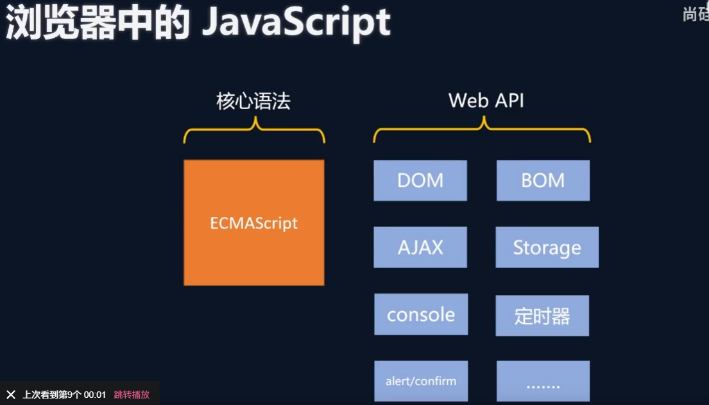 浏览器中的 JavaScript
尚硅
核心语法
Web API
ECMAScript
DOM
BOM
AJAX
Storage
console
定时器
alert/confirm
.......
上次看到第9个 00:01 跳转播放